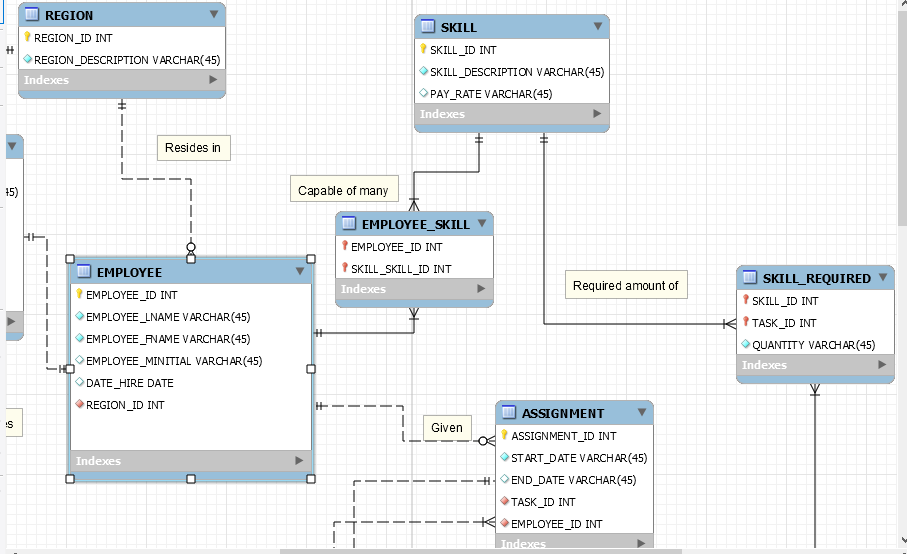 REGION
REGION_ID INT
REGION_DESCRIPTION VARCHAR(45)
Indexes
SKILL
SKILL_ID INT
SKILL_DESCRIPTION VARCHAR(45)
PAY_RATE VARCHAR(45)
Indexes
Resides in
Capable of many
45)
EMPLOYEE_SKILL
EMPLOYEE_ID INT
SKILL_SKILL_ID INT
Indexes
EMPLOYEE
EMPLOYEE_ID INT
EMPLOYEE_LNAME VARCHAR(45)
EMPLOYEE_FNAME VARCHAR(45)
EMPLOYEE_MINITIAL VARCHAR(45)
DATE_HIRE DATE
REGION_ID INT
Indexes
Required amount of
SKILL_REQUIRED
SKILL_ID INT
TASK_ID INT
QUANTITY VARCHAR(45)
Indexes
es
Given
ASSIGNMENT
ASSIGNMENT_ID INT
START_DATE VARCHAR(45)
END_DATE VARCHAR(45)
TASK_ID INT
EMPLOYEE_ID INT
Indexes